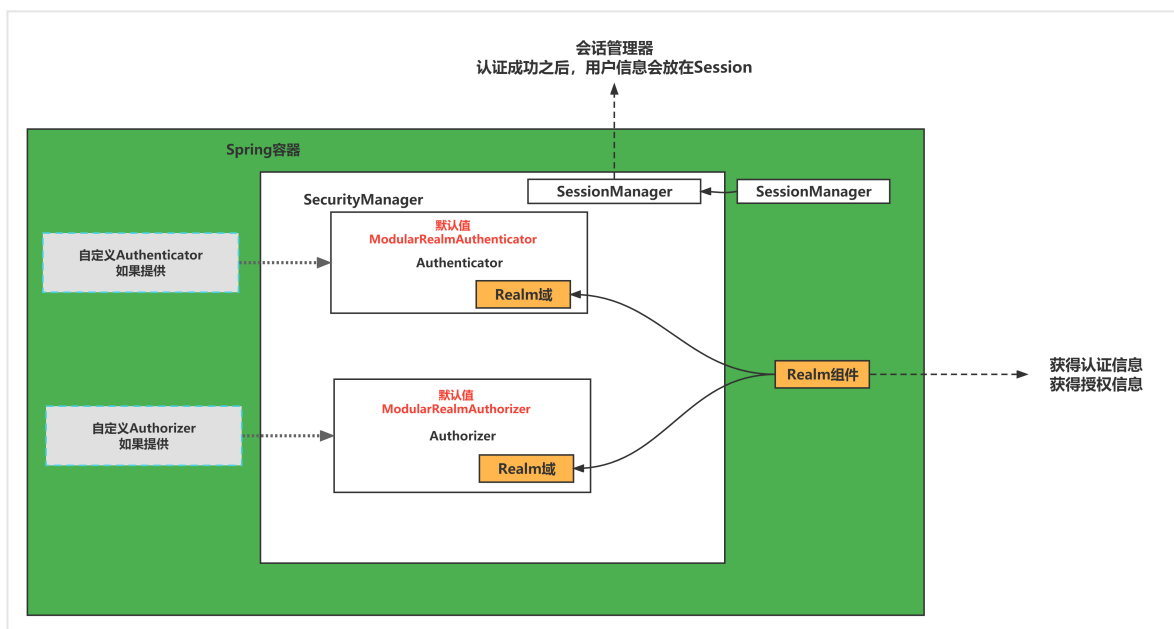 会话管理器
认证成功之后，用户信息会放在Session
Spring容器
SecurityManager
SessionManager
SessionManager
自定义Authenticator
如果提供
默认值
ModularRealmAuthenticator
Authenticator
Realm域
Realm组件
获得认证信息
获得授权信息
自定义Authorizer
如果提供
默认值
ModularRealmAuthorizer
Authorizer
Realm域